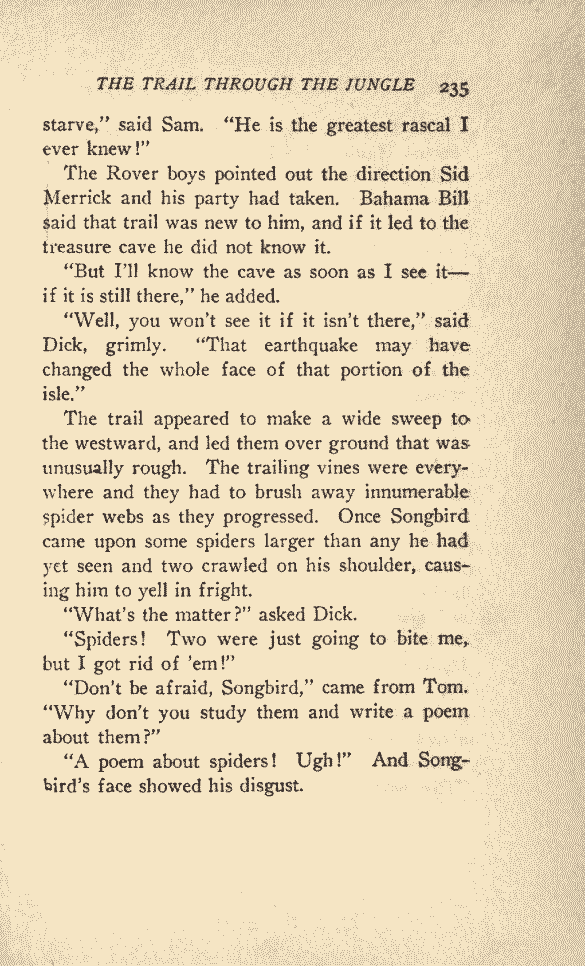 THE TRAIL THROUGH THE JUNGLE 235
starve," said Sam. "He is the greatest rascal I
ever knew!"
The Rover boys pointed out the direction Sid
Merrick and his party had taken. Bahama Bill
said that trail was new to him, and if it led to the
treasure cave he did not know it.
"But I'll know the cave as soon as I see it—
if it is still there," he added.
"Well, you won't see it if it isn't there," said
Dick, grimly. "That earthquake may have
changed the whole face of that portion of the
isle."
The trail appeared to make a wide sweep to
the westward, and led them over ground that was
unusually rough. The trailing vines were every-
where and they had to brush away innumerable
spider webs as they progressed. Once Songbird
came upon some spiders larger than any he had
yet seen and two crawled on his shoulder, caus-
ing him to yell in fright.
"What's the matter?" asked Dick.
"Spiders! Two were just going to bite me,
but I got rid of 'em!"
"Don't be afraid, Songbird," came from Tom.
"Why don't you study them and write a poem
about them?"
"A poem about spiders! Ugh!" And Song-
bird's face showed his disgust.